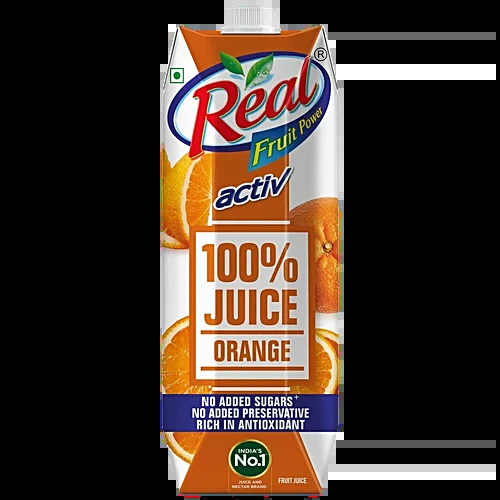 Real®
Fruit Power
activ
100%
JUICE
ORANGE
NO ADDED SUGARS+
NO ADDED PRESERVATIVE
RICH IN ANTIOXIDANT
INDIA'S
No.1
JUICE AND
NECTAR BRAND
FRUIT JUICE